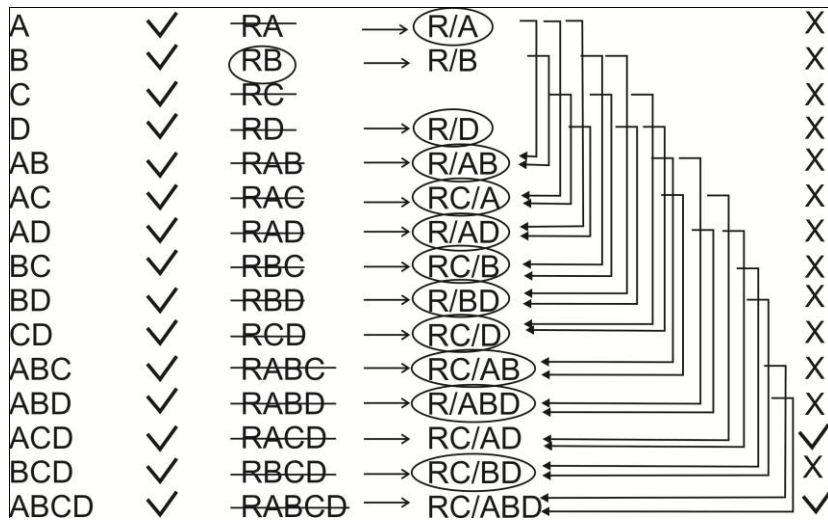 A ✓ RA → R/A X
B ✓ RB → R/B X
C ✓ RC X
D ✓ RD → R/D X
AB ✓ RAB → R/AB X
AC ✓ RAC → RC/A X
AD ✓ RAD → R/AD X
BC ✓ RBC → RC/B X
BD ✓ RBD → R/BD X
CD ✓ RCD → RC/D X
ABC ✓ RABC → RC/AB X
ABD ✓ RABD → R/ABD X
ACD ✓ RACD → RC/AD ✓
BCD ✓ RBCD → RC/BD X
ABCD ✓ RABCD → RC/ABD ✓